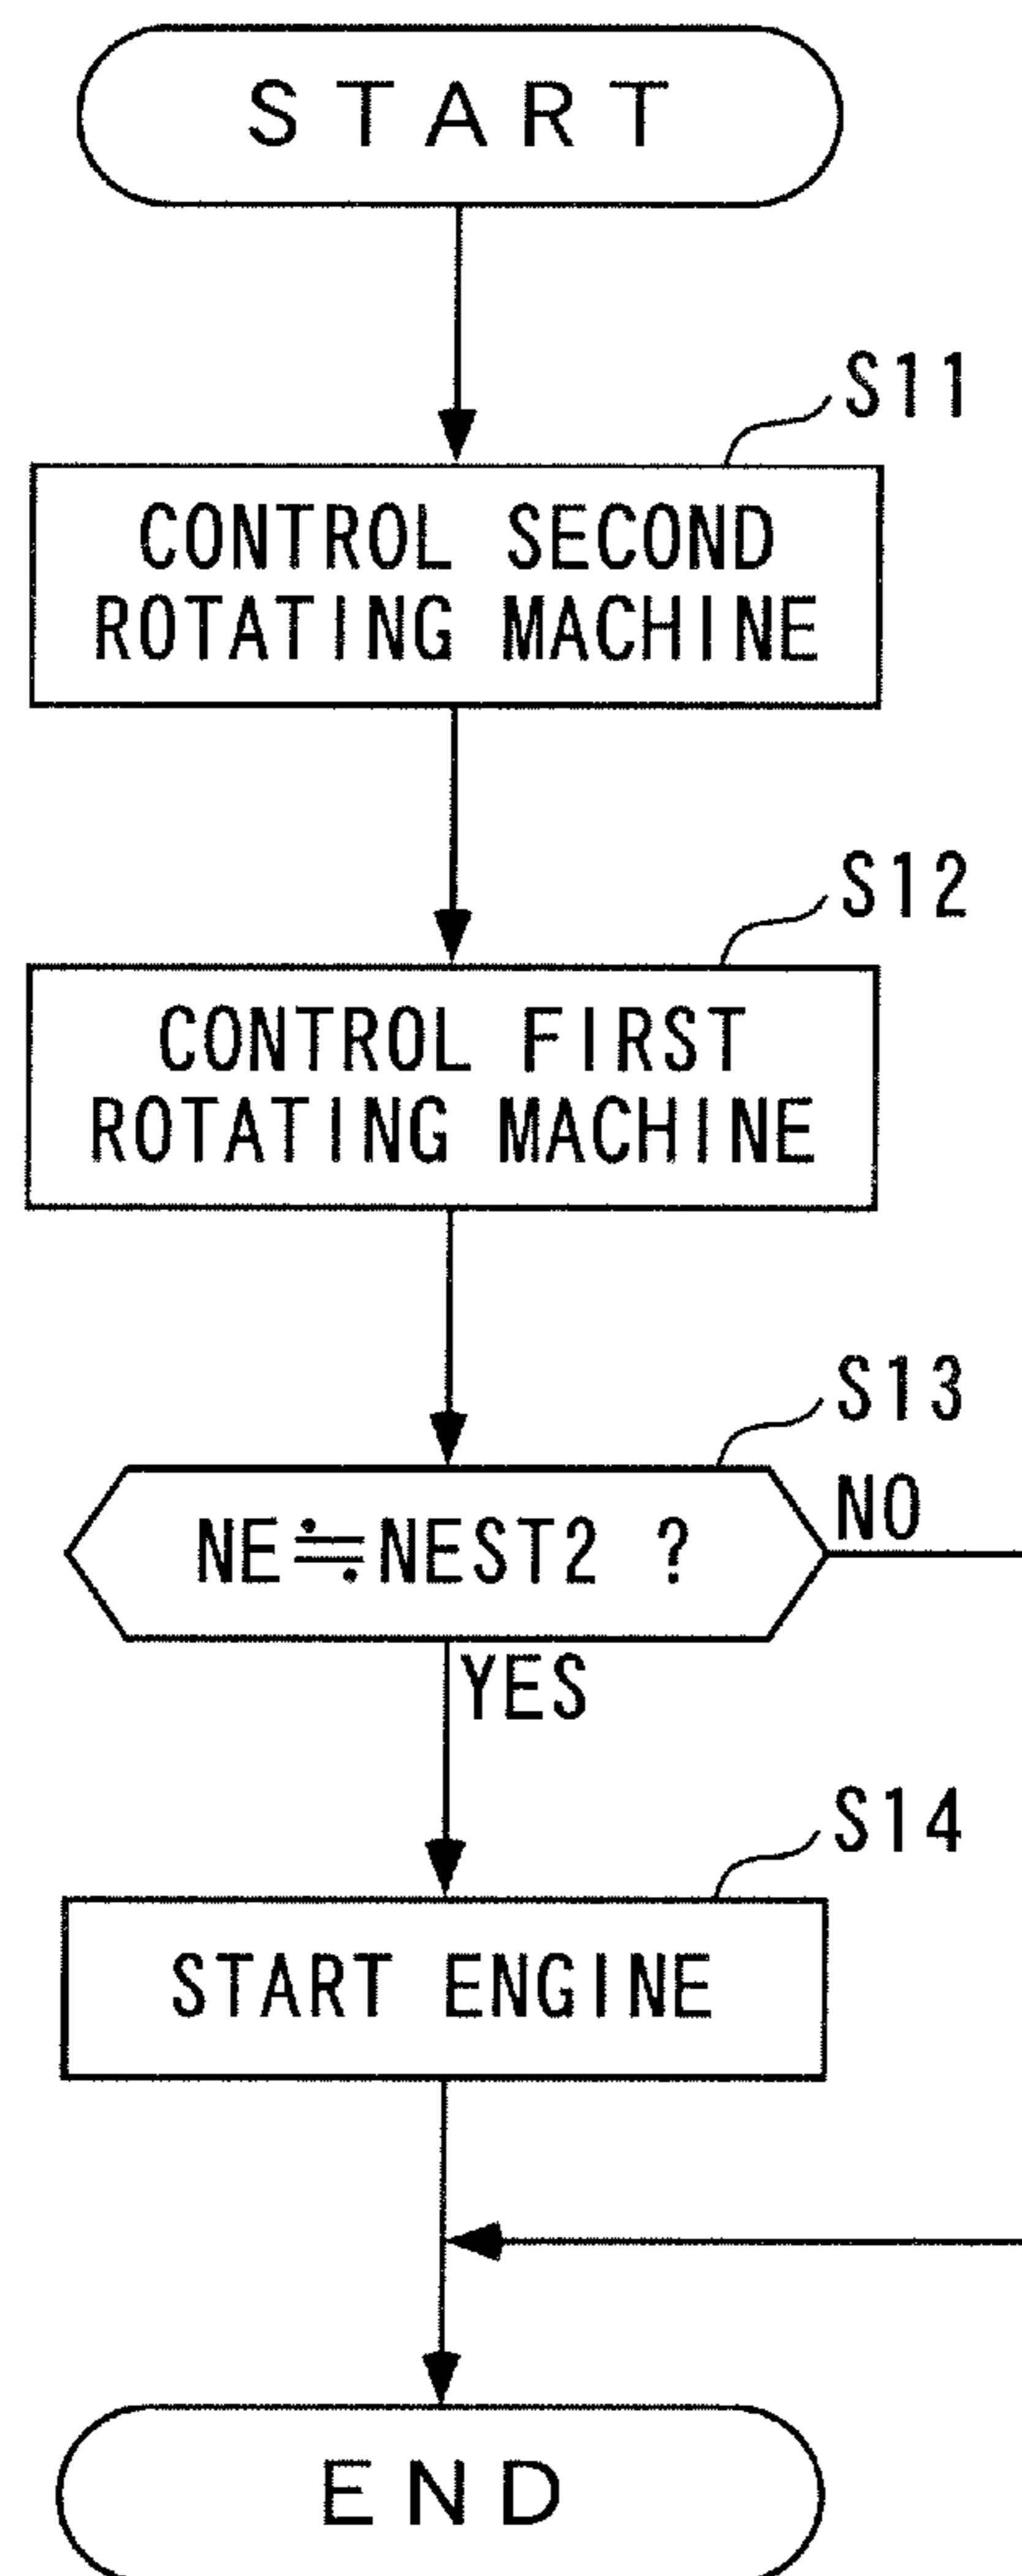 START
S11
CONTROL SECOND
ROTATING MACHINE
S12
CONTROL FIRST
ROTATING MACHINE
S13
NE≒NEST2 ?
NO
YES
S14
START ENGINE
END